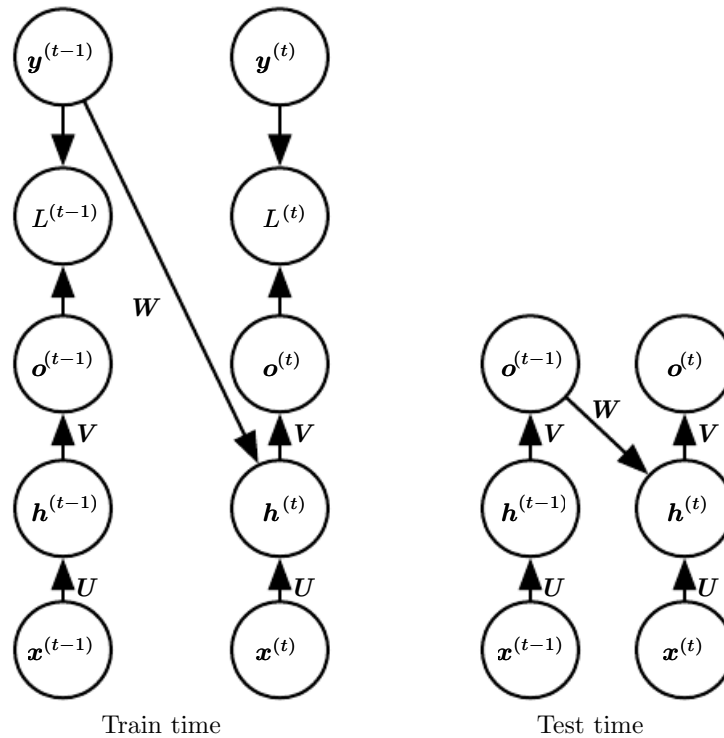 y^(t−1) y^(t)
L^(t−1) L^(t)
W
o^(t−1) o^(t) o^(t−1) o^(t)
W
V V V V
h^(t−1) h^(t) h^(t−1) h^(t)
U U U U
x^(t−1) x^(t) x^(t−1) x^(t)
Train time Test time